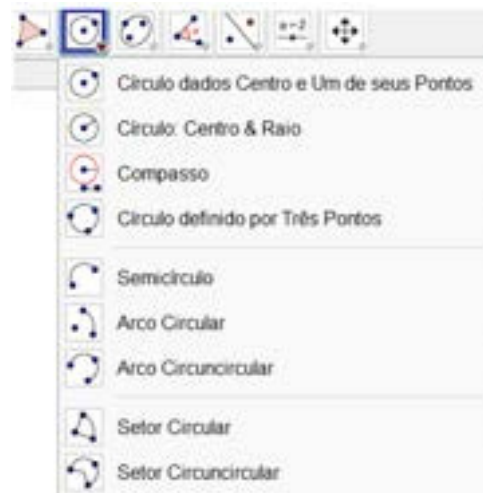 a=2
Círculo dados Centro e Um de seus Pontos
Círculo: Centro & Raio
Compasso
Círculo definido por Três Pontos
Semicírculo
Arco Circular
Arco Circuncircular
Setor Circular
Setor Circuncircular